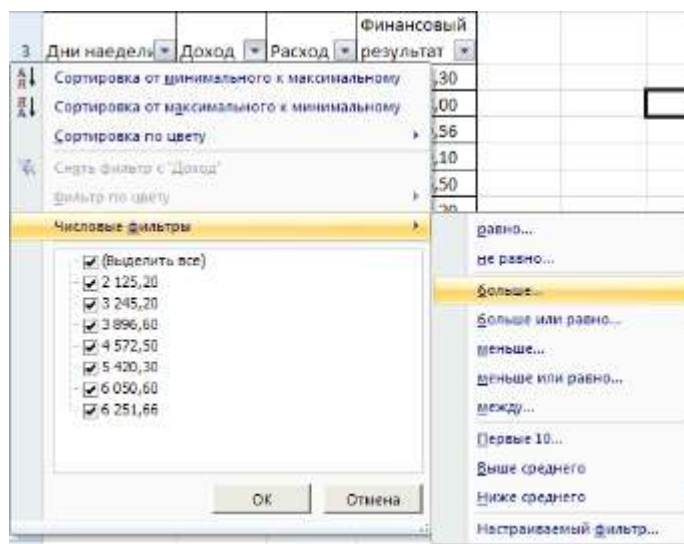 Финансовый
3 Дни наедели Доход Расход результат
Сортировка от минимального к максимальному
,30
Сортировка от максимального к минимальному
,00
Сортировка по цвету
,56
Снять фильтр с "Доход"
,10
Фильтр по цвету
,50
Числовые фильтры
(Выделить все)
2 125,20
3 245,20
3 896,60
4 572,50
5 420,30
6 050,60
6 251,66
ОК Отмена
равно...
не равно...
больше...
больше или равно...
меньше...
меньше или равно...
между...
Первые 10...
Выше среднего
Ниже среднего
Настраиваемый фильтр...